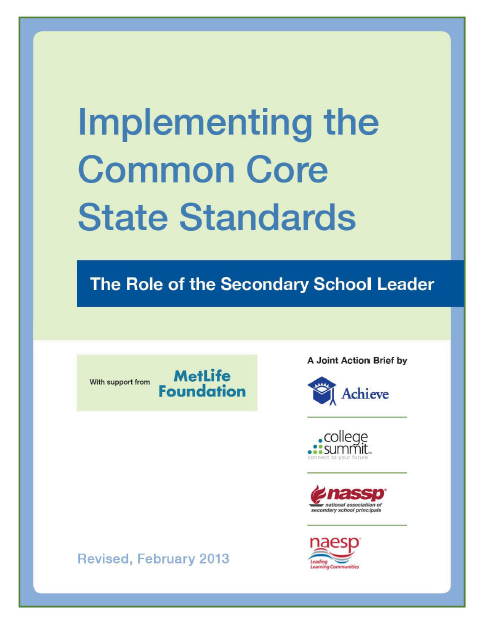 Implementing the
Common Core
State Standards
The Role of the Secondary School Leader
With support from
MetLife
Foundation
A Joint Action Brief by
Achieve
college
summit
connect to your future
nassp
national association of
secondary school principals
naesp
Leading
Learning Communities
Revised, February 2013